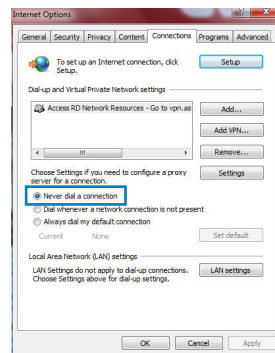 Internet Options
General Security Privacy Content Connections Programs Advanced
To set up an Internet connection, click
Setup.
Setup
Dial-up and Virtual Private Network settings
Access RD Network Resources - Go to vpn.as
Add...
Add VPN...
Remove...
Choose Settings if you need to configure a proxy
server for a connection.
Settings
Never dial a connection
Dial whenever a network connection is not present
Always dial my default connection
Current None
Set default
Local Area Network (LAN) settings
LAN Settings do not apply to dial-up connections.
Choose Settings above for dial-up settings.
LAN settings
OK Cancel Apply